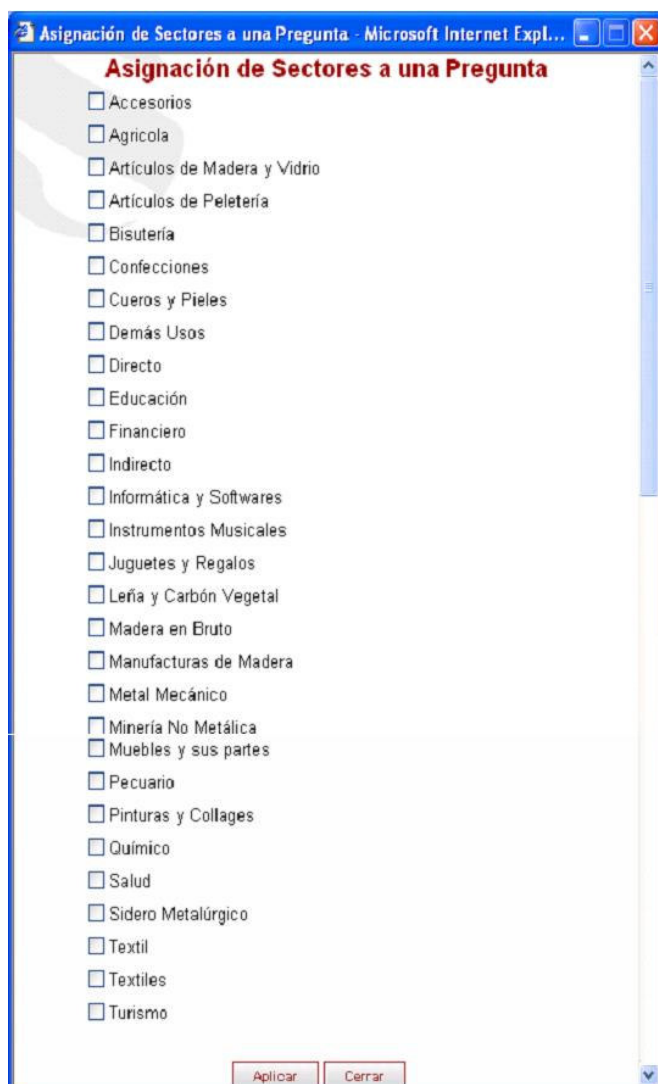 Asignación de Sectores a una Pregunta - Microsoft Internet Expl...
Asignación de Sectores a una Pregunta
Accesorios
Agricola
Artículos de Madera y Vidrio
Artículos de Peletería
Bisutería
Confecciones
Cueros y Pieles
Demás Usos
Directo
Educación
Financiero
Indirecto
Informática y Softwares
Instrumentos Musicales
Juguetes y Regalos
Leña y Carbón Vegetal
Madera en Bruto
Manufacturas de Madera
Metal Mecánico
Minería No Metálica
Muebles y sus partes
Pecuario
Pinturas y Collages
Químico
Salud
Sidero Metalúrgico
Textil
Textiles
Turismo
Aplicar Cerrar